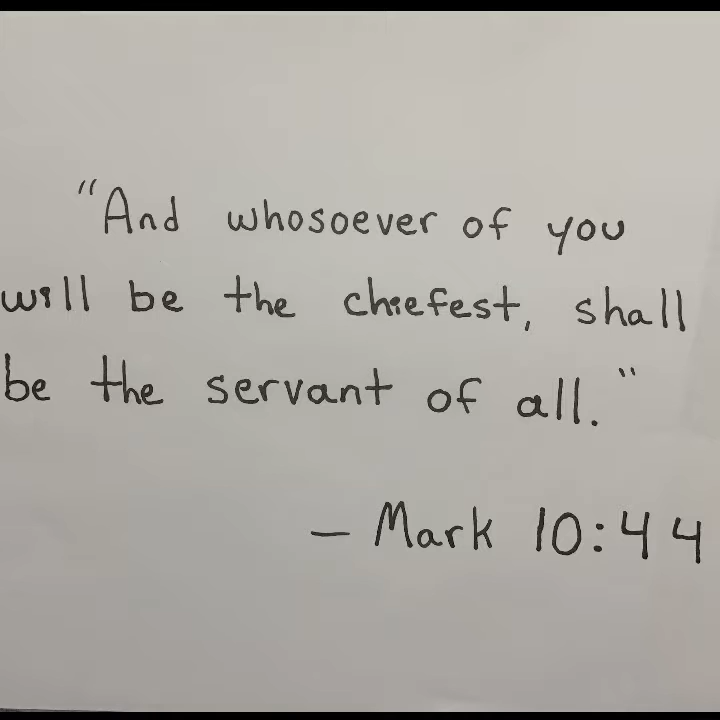 "And whosoever of you
will be the chiefest, shall
be the servant of all."
— Mark 10:44